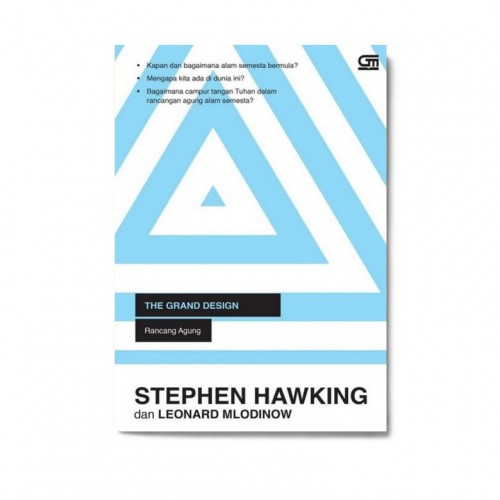 • Kapan dan bagaimana alam semesta bermula?
• Mengapa kita ada di dunia ini?
• Bagaimana campur tangan Tuhan dalam
rancangan agung alam semesta?
GM
THE GRAND DESIGN
Rancang Agung
STEPHEN HAWKING
dan LEONARD MLODINOW